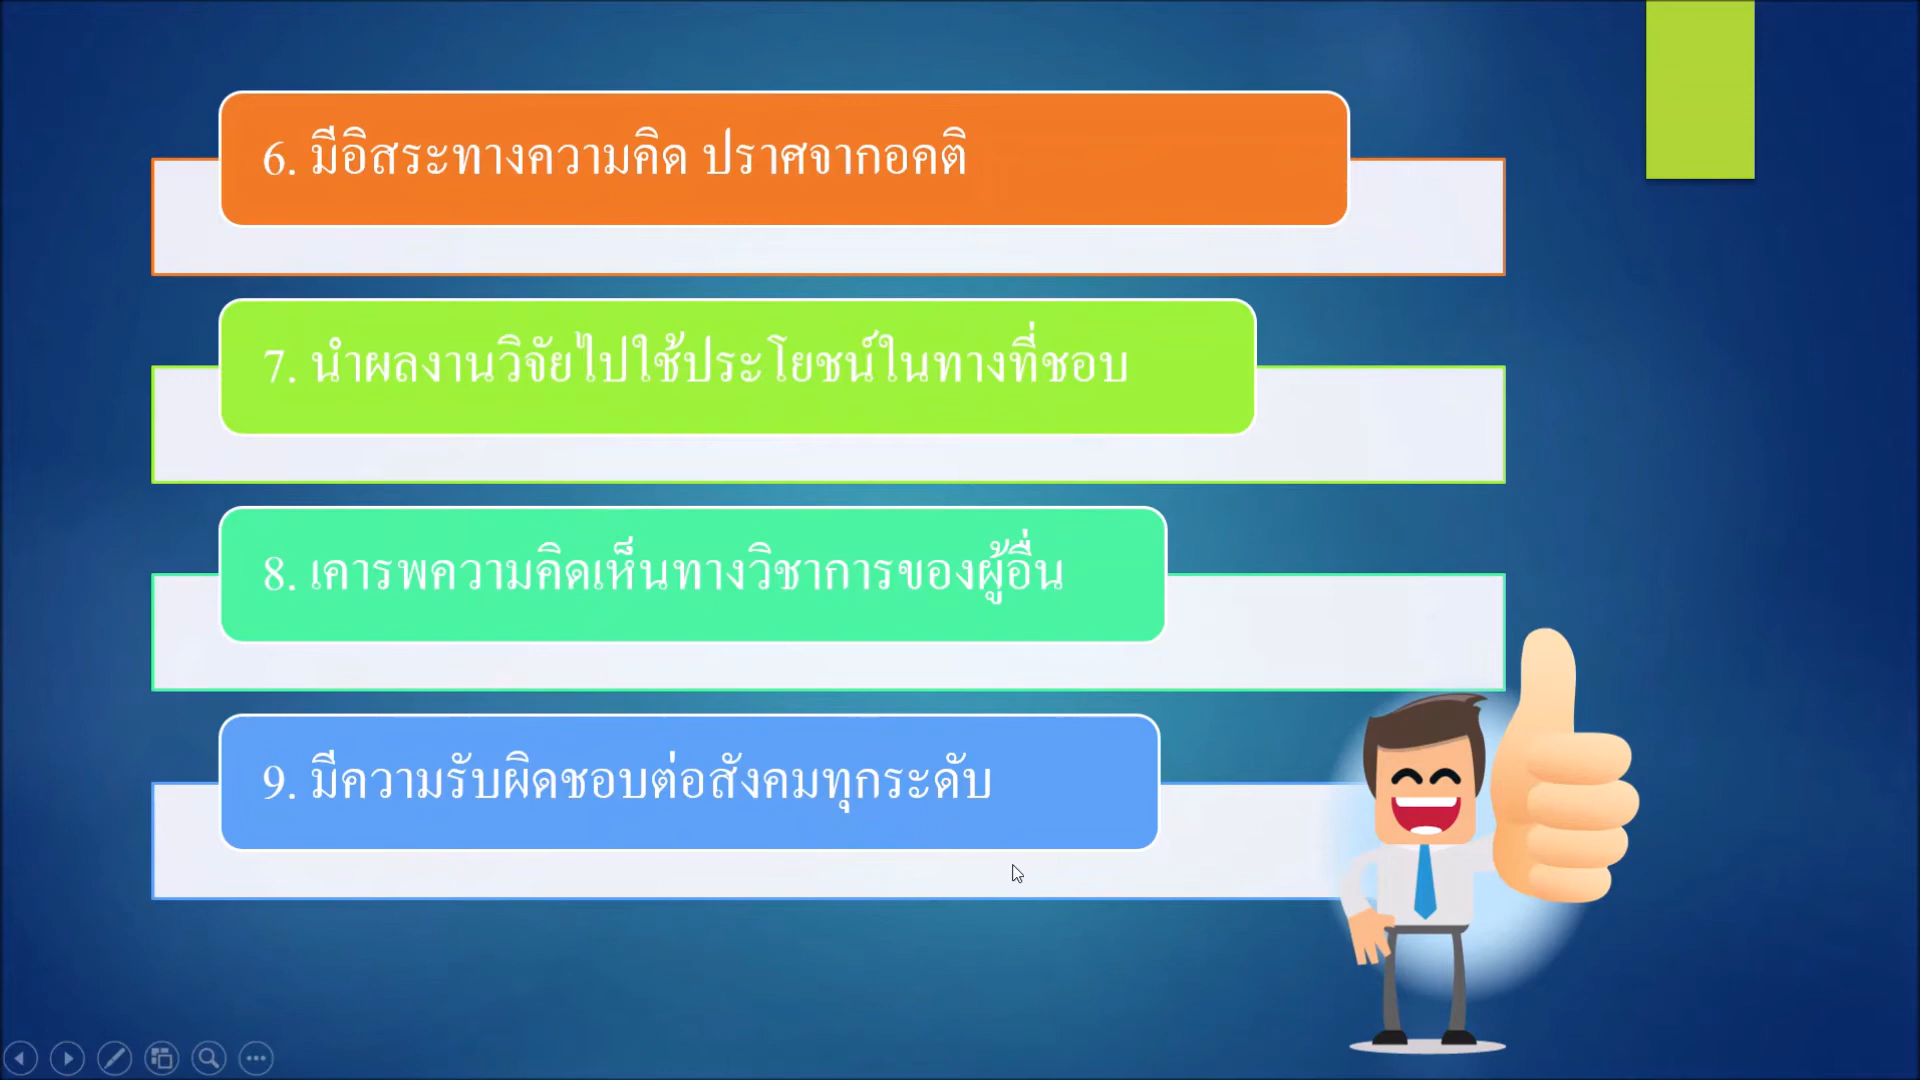 6. มีอิสระทางความคิด ปราศจากอคติ
7. นำผลงานวิจัยไปใช้ประโยชน์ในทางที่ชอบ
8. เคารพความคิดเห็นทางวิชาการของผู้อื่น
9. มีความรับผิดชอบต่อสังคมทุกระดับ